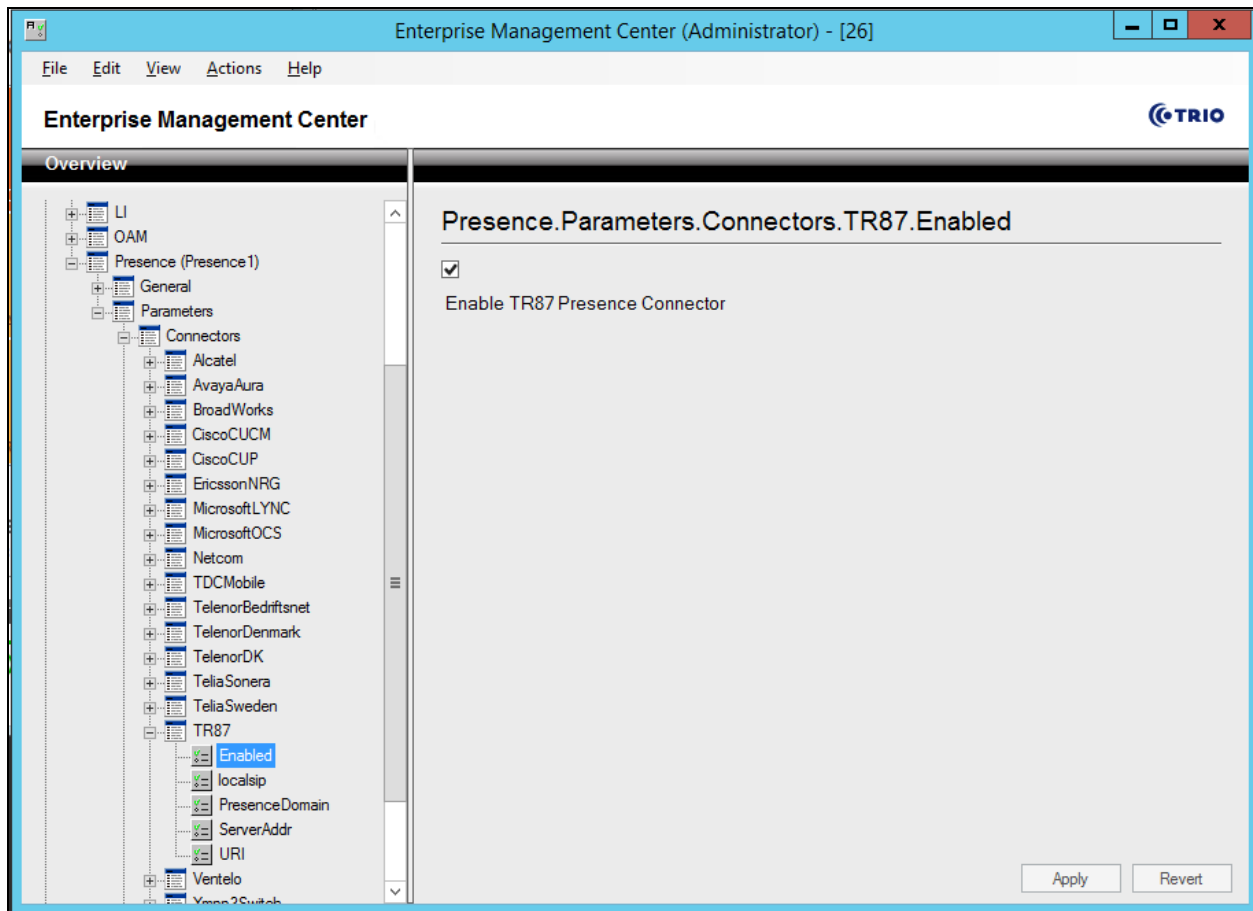 Enterprise Management Center (Administrator) - [26]
File Edit View Actions Help
Enterprise Management Center
TRIO
Overview
LI
OAM
Presence (Presence1)
General
Parameters
Connectors
Alcatel
AvayaAura
BroadWorks
CiscoCUCM
CiscoCUP
EricssonNRG
MicrosoftLYNC
MicrosoftOCS
Netcom
TDCMobile
TelenorBedriftsnet
TelenorDenmark
TelenorDK
TeliaSonera
TeliaSweden
TR87
Enabled
localsip
PresenceDomain
ServerAddr
URI
Ventelo
Presence.Parameters.Connectors.TR87.Enabled
Enable TR87 Presence Connector
Apply Revert